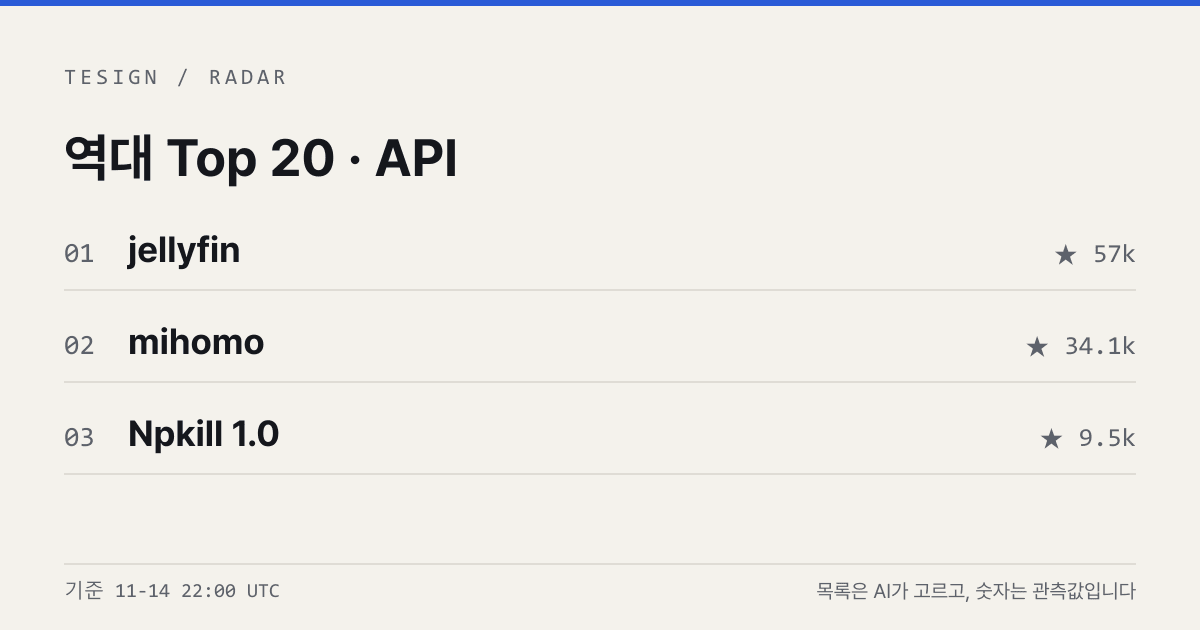 TESIGN / RADAR
역대 Top 20 · API
01 jellyfin ★ 57k
02 mihomo ★ 34.1k
03 Npkill 1.0 ★ 9.5k
기준 11-14 22:00 UTC
목록은 AI가 고르고, 숫자는 관측값입니다